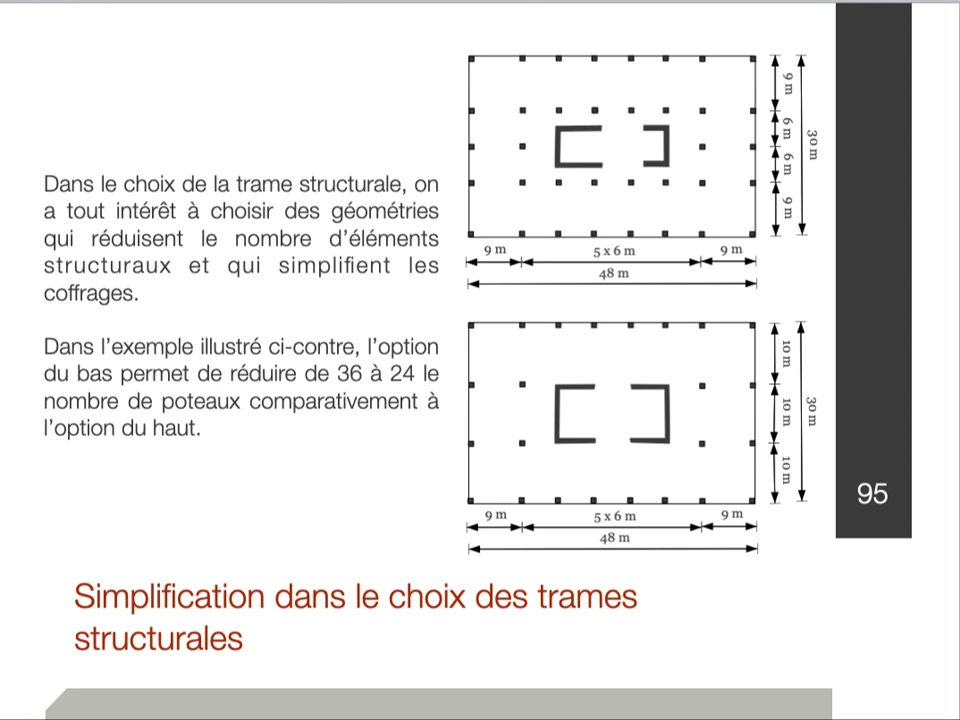 Dans le choix de la trame structurale, on
a tout intérêt à choisir des géométries
qui réduisent le nombre d'éléments
structuraux et qui simplifient les
coffrages.
Dans l'exemple illustré ci-contre, l'option
du bas permet de réduire de 36 à 24 le
nombre de poteaux comparativement à
l'option du haut.
9 m
6 m
6 m
9 m
30 m
9 m
5 x 6 m
9 m
48 m
10 m
10 m
10 m
30 m
9 m
5 x 6 m
9 m
48 m
95
Simplification dans le choix des trames
structurales